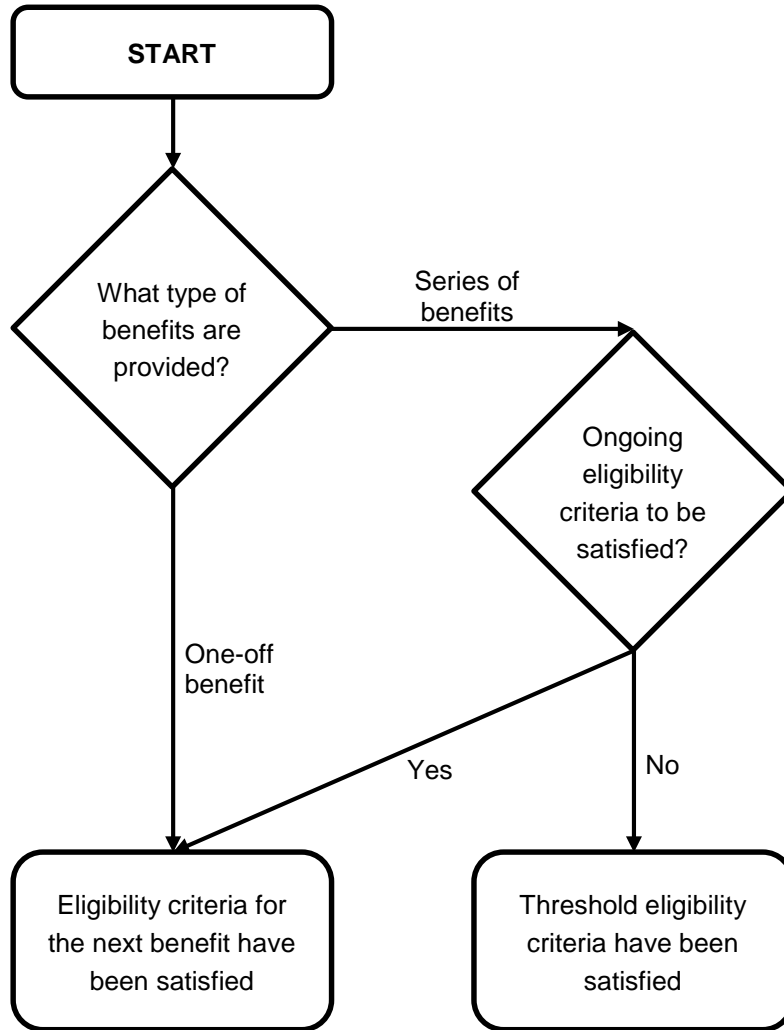 START
What type of
benefits are
provided?
Series of
benefits
Ongoing
eligibility
criteria to be
satisfied?
One-off
benefit
Yes
No
Eligibility criteria for
the next benefit have
been satisfied
Threshold eligibility
criteria have been
satisfied